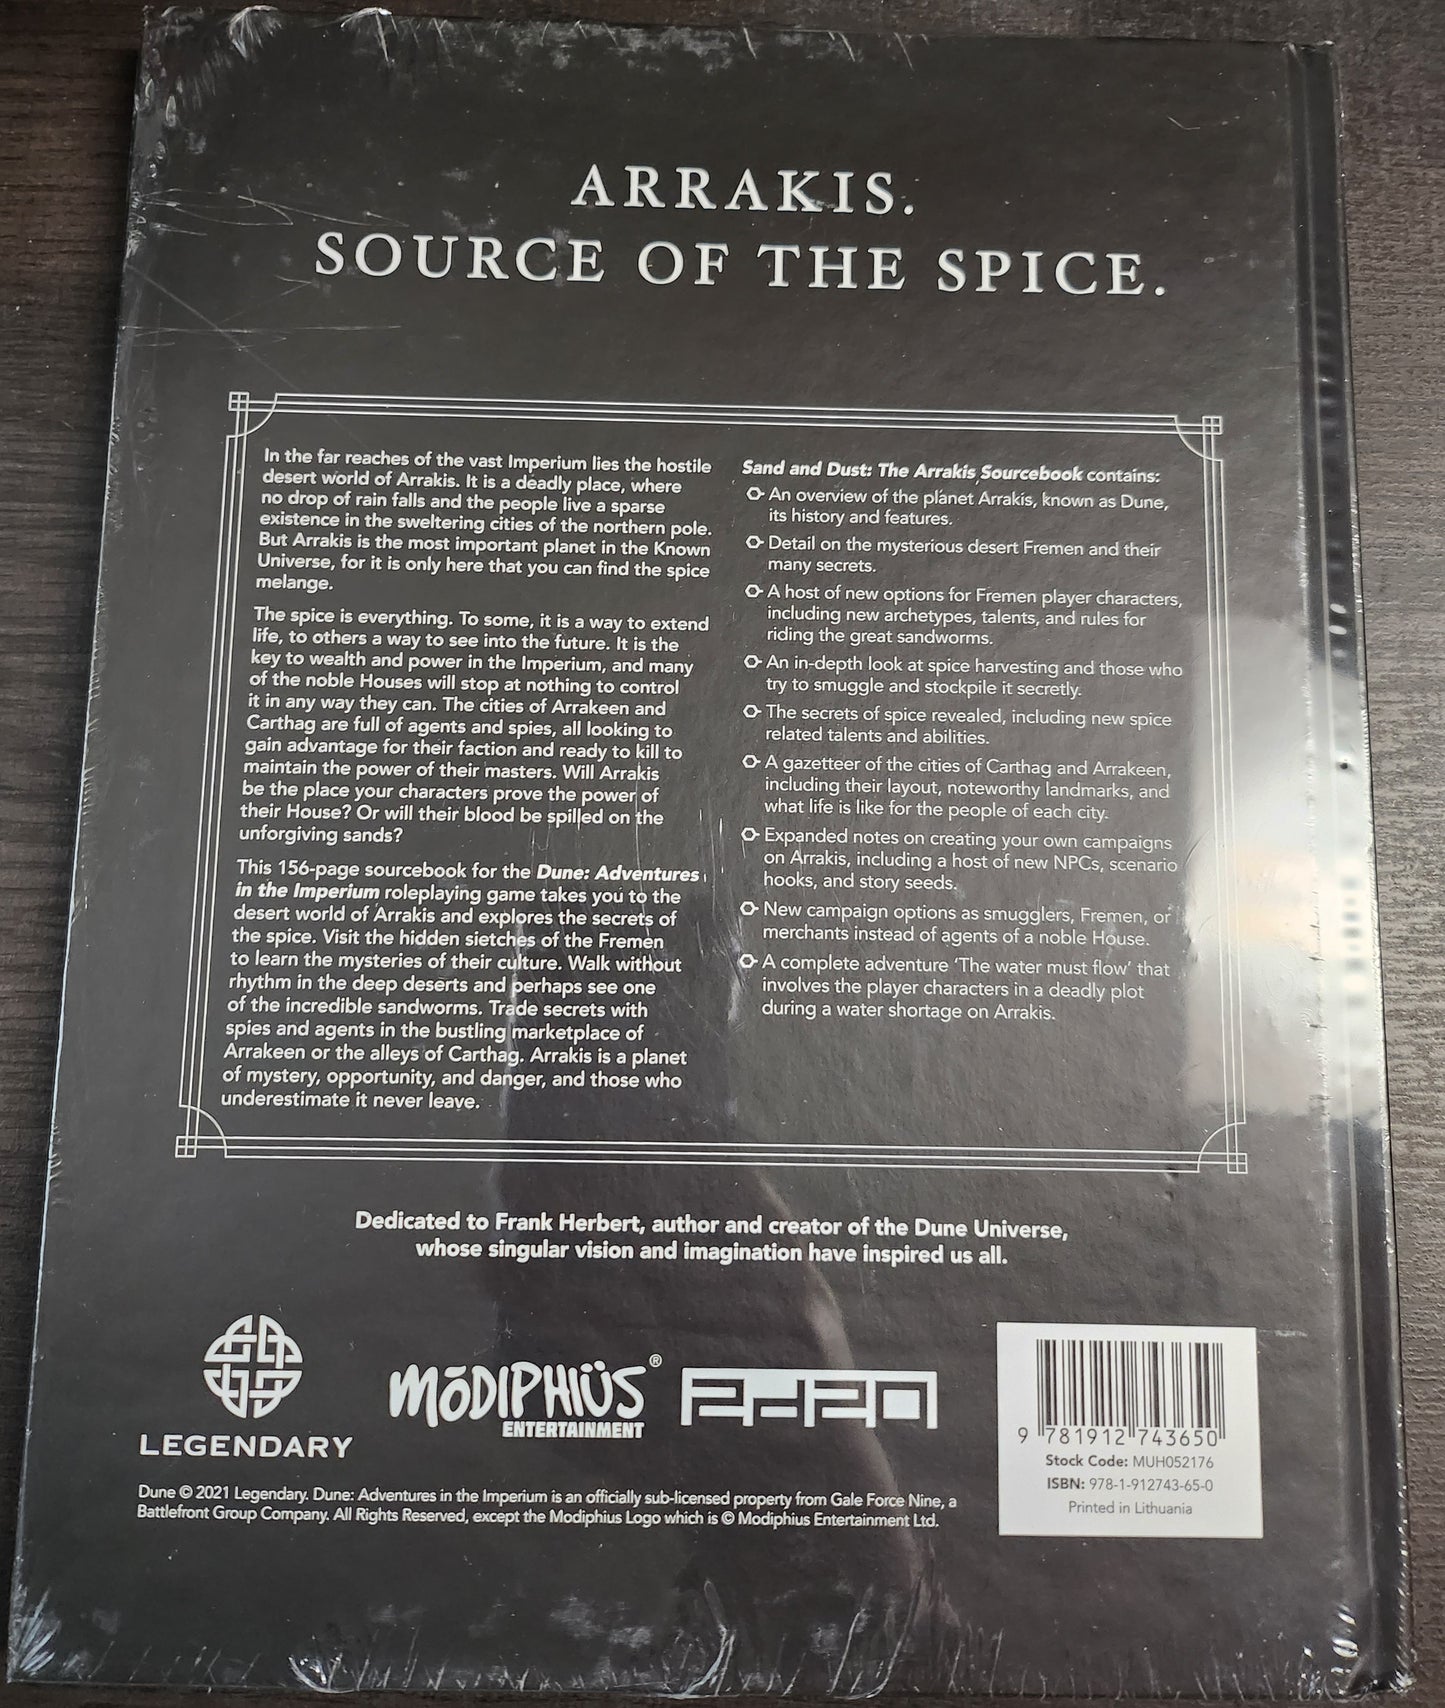 ARRAKIS.
SOURCE OF THE SPICE.
In the far reaches of the vast Imperium lies the hostile
desert world of Arrakis. It is a deadly place, where
no drop of rain falls and the people live a sparse
existence in the sweltering cities of the northern pole.
But Arrakis is the most important planet in the Known
Universe, for it is only here that you can find the spice
melange.
The spice is everything. To some, it is a way to extend
life, to others a way to see into the future. It is the
key to wealth and power in the Imperium, and many
of the noble Houses will stop at nothing to control
it in any way they can. The cities of Arrakeen and
Carthag are full of agents and spies, all looking to
gain advantage for their faction and ready to kill to
maintain the power of their masters. Will Arrakis
be the place your characters prove the power of
their House? Or will their blood be spilled on the
unforgiving sands?
This 156-page sourcebook for the Dune: Adventures
in the Imperium roleplaying game takes you to the
desert world of Arrakis and explores the secrets of
the spice. Visit the hidden sietches of the Fremen
to learn the mysteries of their culture. Walk without
rhythm in the deep deserts and perhaps see one
of the incredible sandworms. Trade secrets with
spies and agents in the bustling marketplace of
Arrakeen or the alleys of Carthag. Arrakis is a planet
of mystery, opportunity, and danger, and those who
underestimate it never leave.
Sand and Dust: The Arrakis Sourcebook contains:
An overview of the planet Arrakis, known as Dune,
its history and features.
Detail on the mysterious desert Fremen and their
many secrets.
A host of new options for Fremen player characters,
including new archetypes, talents, and rules for
riding the great sandworms.
An in-depth look at spice harvesting and those who
try to smuggle and stockpile it secretly.
The secrets of spice revealed, including new spice
related talents and abilities.
A gazetteer of the cities of Carthag and Arrakeen,
including their layout, noteworthy landmarks, and
what life is like for the people of each city.
Expanded notes on creating your own campaigns
on Arrakis, including a host of new NPCs, scenario
hooks, and story seeds.
New campaign options as smugglers, Fremen, or
merchants instead of agents of a noble House.
A complete adventure ‘The water must flow’ that
involves the player characters in a deadly plot
during a water shortage on Arrakis.
Dedicated to Frank Herbert, author and creator of the Dune Universe,
whose singular vision and imagination have inspired us all.
LEGENDARY
MŌDIPHIÜS®
ENTERTAINMENT
Dune © 2021 Legendary. Dune: Adventures in the Imperium is an officially sub-licensed property from Gale Force Nine, a
Battlefront Group Company. All Rights Reserved, except the Modiphius Logo which is © Modiphius Entertainment Ltd.
9 781912 743650
Stock Code: MUH052176
ISBN: 978-1-912743-65-0
Printed in Lithuania